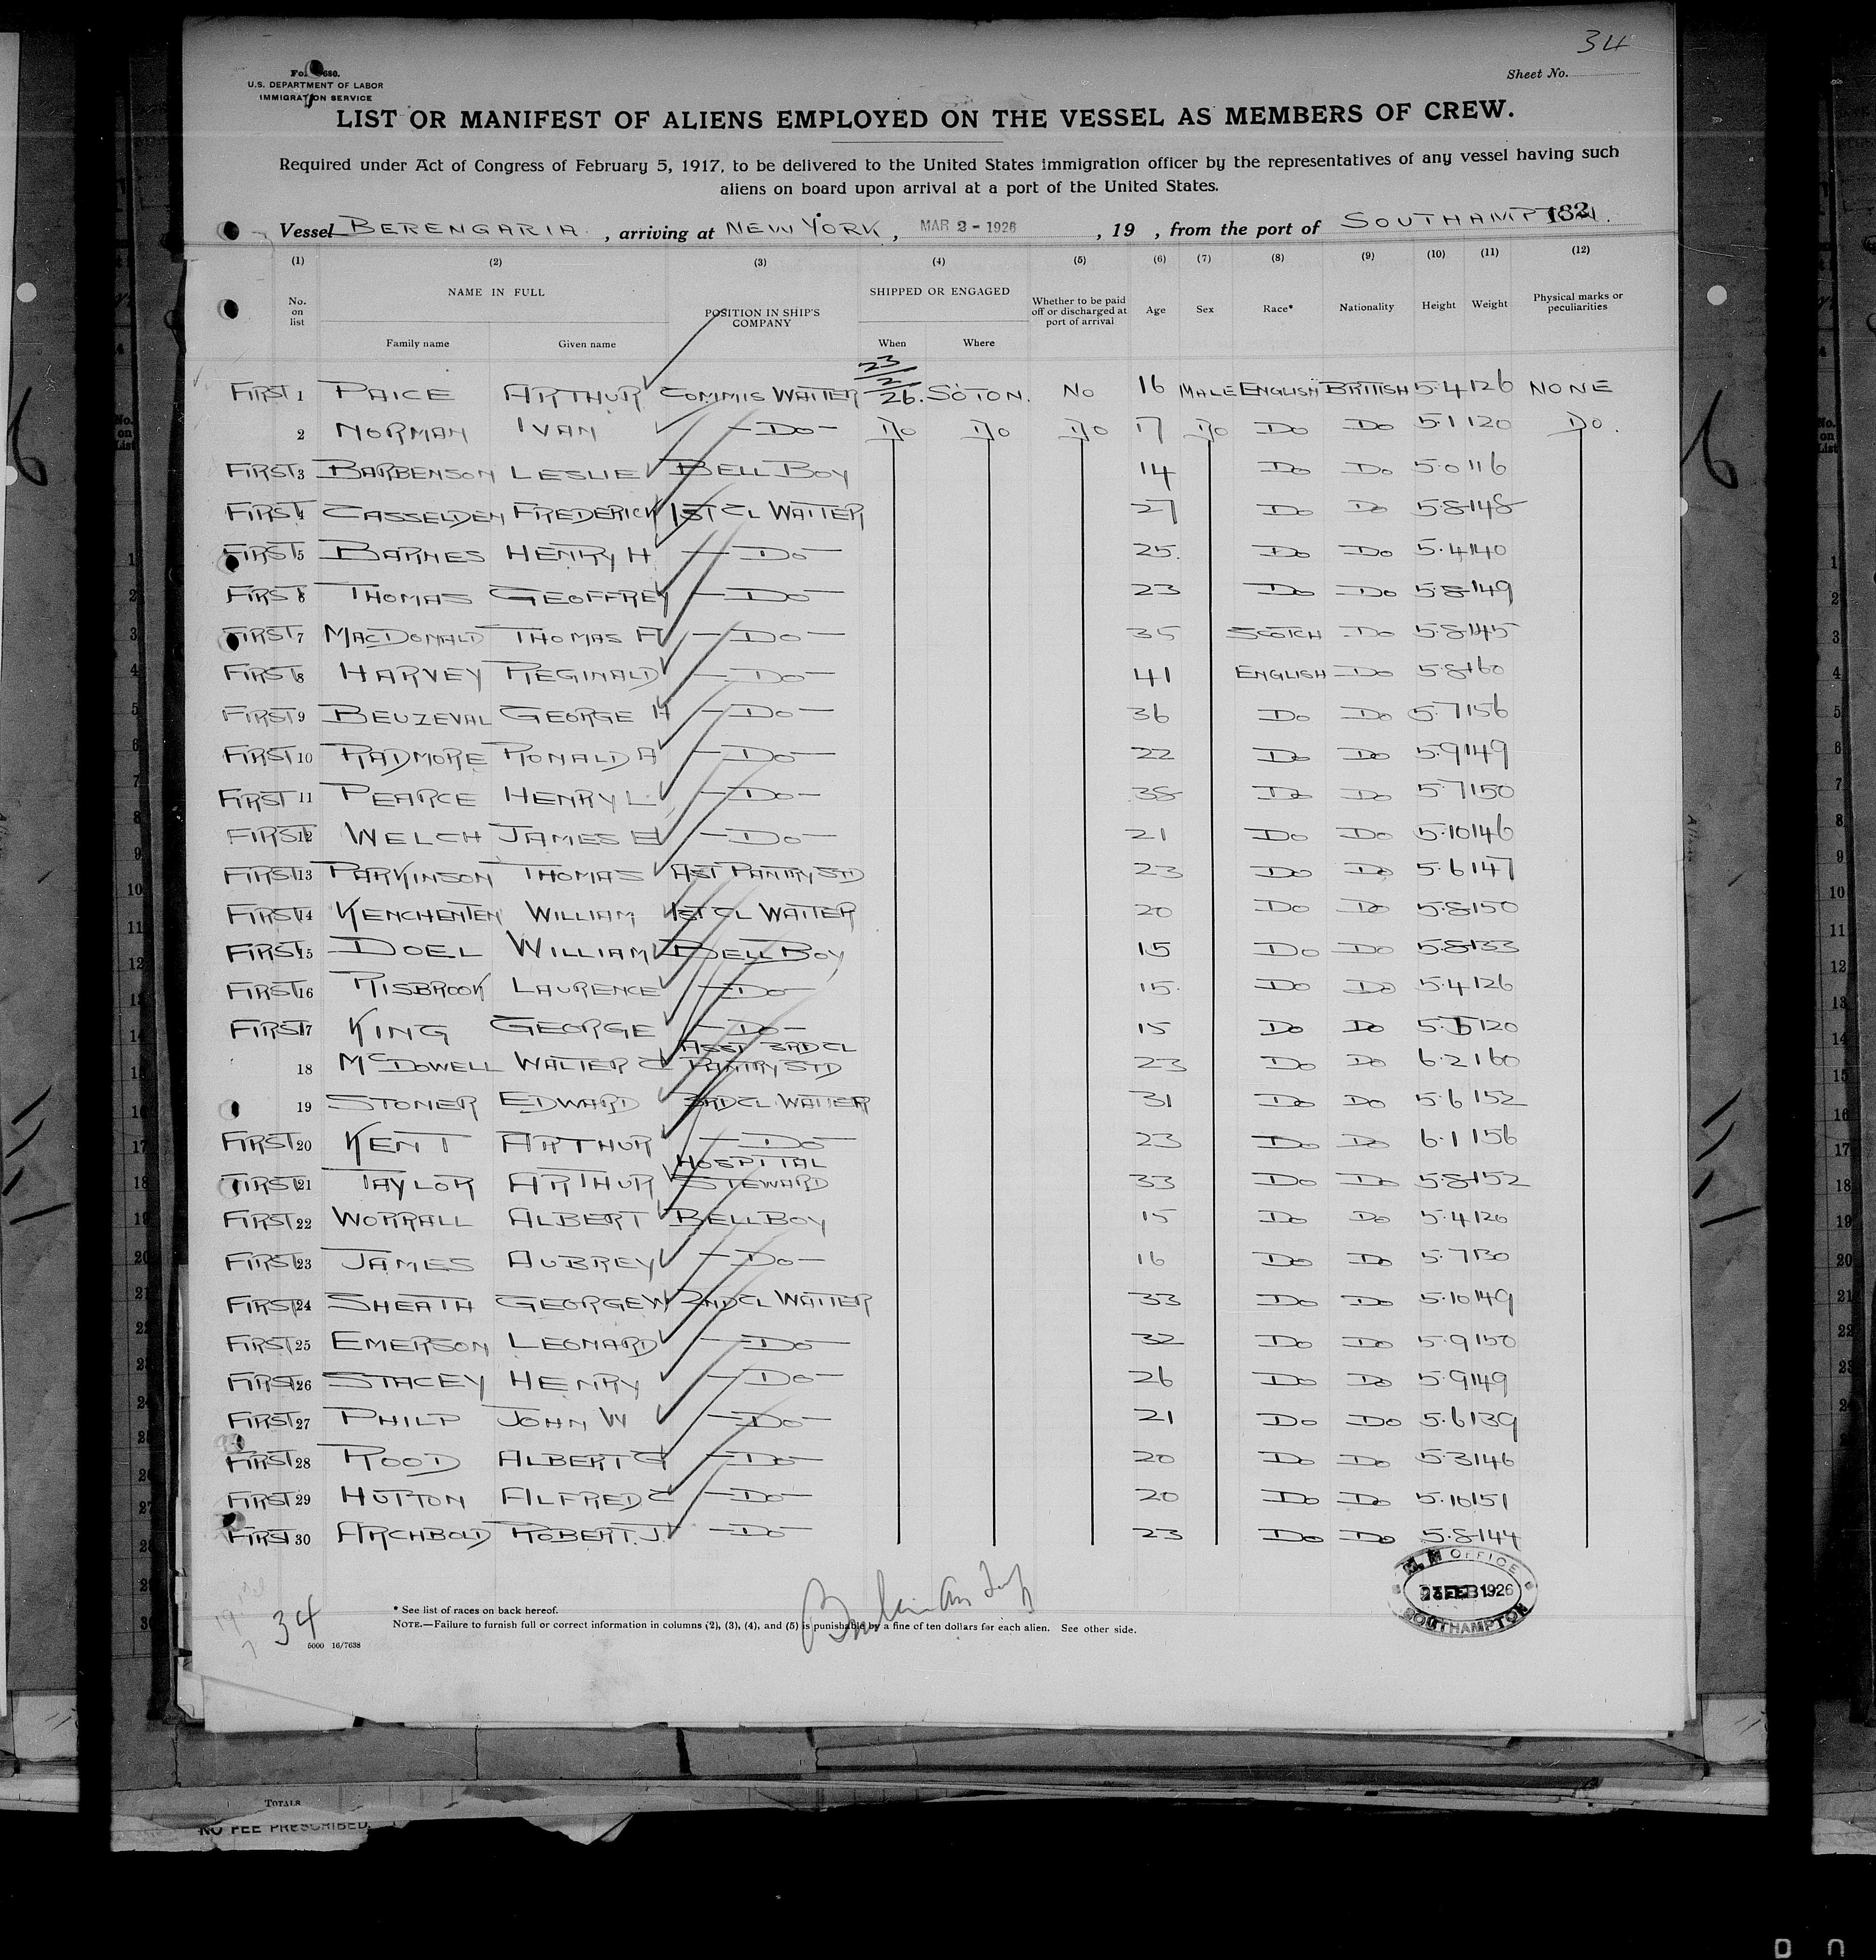 34
Sheet No.
U.S. DEPARTMENT OF LABOR
IMMIGRATION SERVICE
LIST OR MANIFEST OF ALIENS EMPLOYED ON THE VESSEL AS MEMBERS OF CREW.
Required under Act of Congress of February 5, 1917, to be delivered to the United States immigration officer by the representatives of any vessel having such
aliens on board upon arrival at a port of the United States.
Vessel BERENGARIA, arriving at NEW YORK, MAR 2 - 1926, 19 , from the port of SOUTHAMPTON. 132
(1) (2) (3) (4) (5) (6) (7) (8) (9) (10) (11) (12)
No. on list NAME IN FULL Family name Given name POSITION IN SHIP'S COMPANY SHIPPED OR ENGAGED When Where Whether to be paid off or discharged at port of arrival Age Sex Race* Nationality Height Weight Physical marks or peculiarities
FIRST 1 PAICE ARTHUR COMMIS WAITER 23/2/26. SOTON. NO 16 MALE ENGLISH BRITISH 5.4 126 NONE
2 NORMAN IVAN —DO— DO DO DO 17 DO DO DO 5.1 120 DO.
FIRST 3 BARBENSON LESLIE BELL BOY 14 DO DO 5.0 116
FIRST 4 CASSELDEN FREDERICK 1ST CL WAITER 27 DO DO 5.8 148
FIRST 5 BARNES HENRY H —DO— 25. DO DO 5.4 140
FIRST 6 THOMAS GEOFFREY —DO— 23 DO DO 5.8 149
FIRST 7 MACDONALD THOMAS A —DO— 35 SCOTCH DO 5.8 145
FIRST 8 HARVEY REGINALD —DO— 41 ENGLISH DO 5.8 160
FIRST 9 BEUZEVAL GEORGE H —DO— 36 DO DO 5.7 156
FIRST 10 RADMORE RONALD A —DO— 22 DO DO 5.9 149
FIRST 11 PEARCE HENRY L —DO— 38 DO DO 5.7 150
FIRST 12 WELCH JAMES E —DO— 21 DO DO 5.10 146
FIRST 13 PARKINSON THOMAS AST PANTRY STD 23 DO DO 5.6 147
FIRST 14 KENCHENTEN WILLIAM 1ST CL WAITER 20 DO DO 5.8 150
FIRST 15 DOEL WILLIAM BELL BOY 15 DO DO 5.8 133
FIRST 16 RISBROOK LAURENCE —DO— 15. DO DO 5.4 126
FIRST 17 KING GEORGE —DO— 15 DO DO 5. 120
18 MCDOWELL WALTER C ASST 3RD CL PANTRY STD 23 DO DO 6.2 160
19 STONER EDWARD 3RD CL WAITER 31 DO DO 5.6 152
FIRST 20 KENT ARTHUR —DO— 23 DO DO 6.1 156
FIRST 21 TAYLOR ARTHUR HOSPITAL STEWARD 33 DO DO 5.8 152
FIRST 22 WORRALL ALBERT BELL BOY 15 DO DO 5.4 126
FIRST 23 JAMES AUBREY —DO— 16 DO DO 5.7 130
FIRST 24 SHEATH GEORGE W 2ND CL WAITER 33 DO DO 5.10 149
FIRST 25 EMERSON LEONARD —DO— 32 DO DO 5.9 150
FIRST 26 STACEY HENRY —DO— 26 DO DO 5.9 149
FIRST 27 PHILP JOHN W —DO— 21 DO DO 5.6 139
FIRST 28 ROOD ALBERT G —DO— 20 DO DO 5.3 146
FIRST 29 HUTTON ALFRED C —DO— 20 DO DO 5.10 151
FIRST 30 ARCHBOLD ROBERT. J —DO— 23 DO DO 5.8 144
M. M OFFICE
FEB 1926
SOUTHAMPTON
34
* See list of races on back hereof.
NOTE.—Failure to furnish full or correct information in columns (2), (3), (4), and (5) is punishable by a fine of ten dollars for each alien. See other side.
5000 16/7638
TOTALS
NO FEE PRESCRIBED.